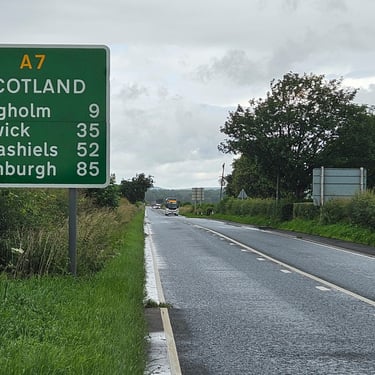 A7
COTLAND
gholm 9
wick 35
ashiels 52
nburgh 85